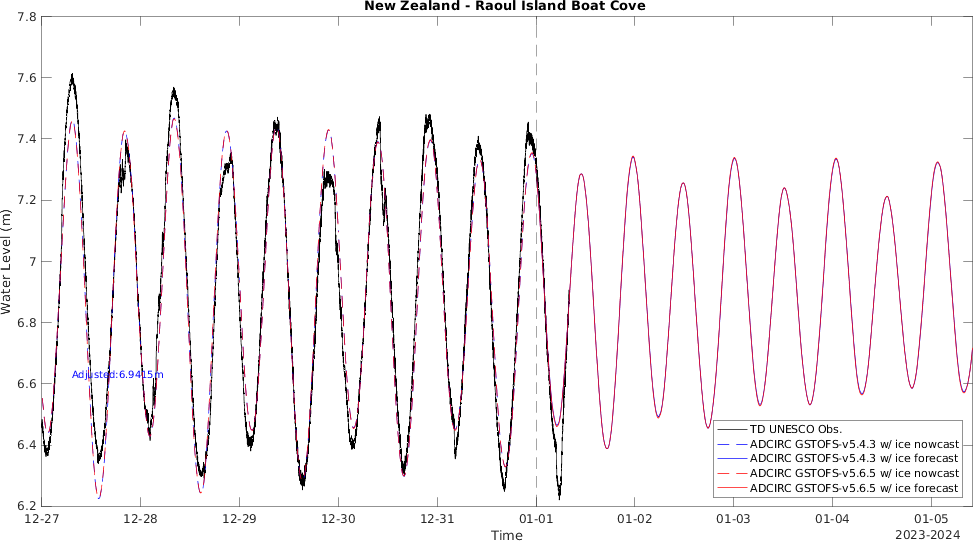 New Zealand - Raoul Island Boat Cove
7.8
7.6
7.4
7.2
7
6.8
6.6
6.4
6.2
Water Level (m)
Adjusted:6.9415m
TD UNESCO Obs.
ADCIRC GSTOFS-v5.4.3 w/ ice nowcast
ADCIRC GSTOFS-v5.4.3 w/ ice forecast
ADCIRC GSTOFS-v5.6.5 w/ ice nowcast
ADCIRC GSTOFS-v5.6.5 w/ ice forecast
12-27 12-28 12-29 12-30 12-31 01-01 01-02 01-03 01-04 01-05
Time
2023-2024